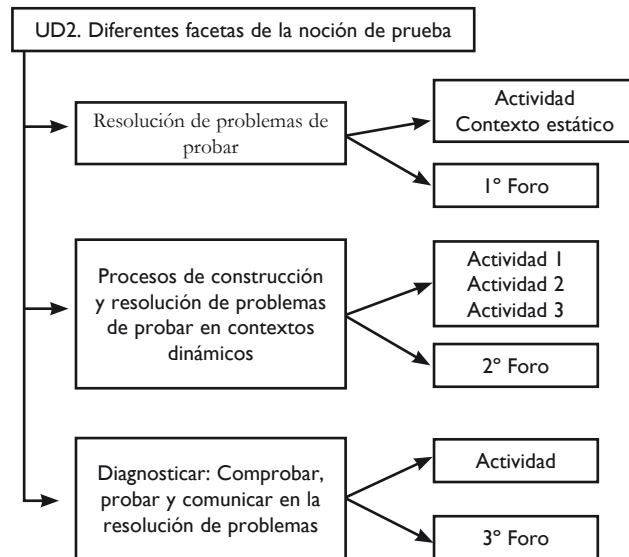 UD2. Diferentes facetas de la noción de prueba
Resolución de problemas de
probar
Actividad
Contexto estático
1º Foro
Procesos de construcción
y resolución de problemas
de probar en contextos
dinámicos
Actividad 1
Actividad 2
Actividad 3
2º Foro
Diagnosticar: Comprobar,
probar y comunicar en la
resolución de problemas
Actividad
3º Foro